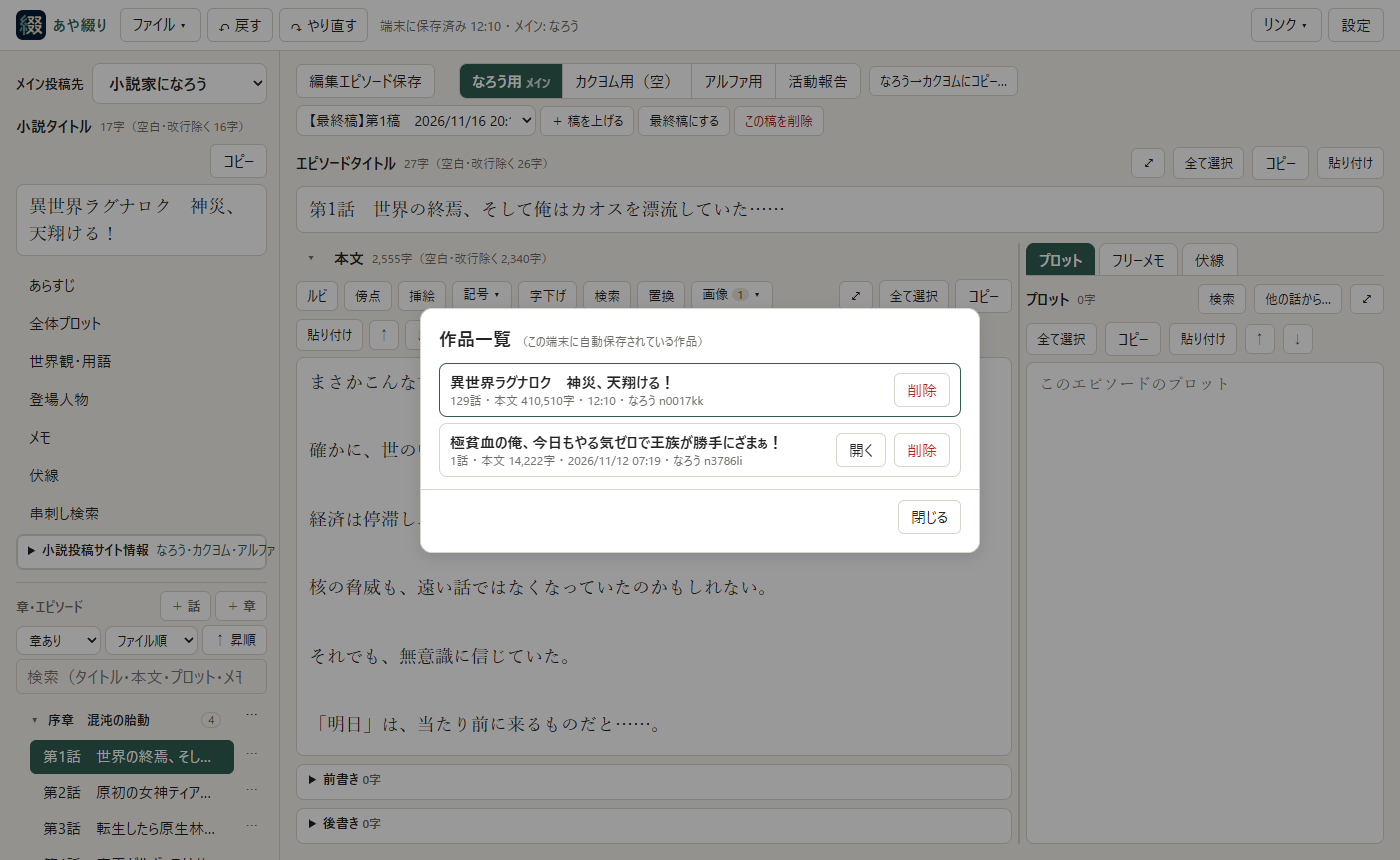 綴 あや綴り ファイル ▾ ↶ 戻す ↷ やり直す 端末に保存済み 12:10・メイン: なろう リンク ▾ 設定
メイン投稿先 小説家になろう
小説タイトル 17字（空白・改行除く16字）
コピー
異世界ラグナロク　神災、
天翔ける！
あらすじ
全体プロット
世界観・用語
登場人物
メモ
伏線
串刺し検索
▶ 小説投稿サイト情報 なろう・カクヨム・アルファ
章・エピソード ＋ 話 ＋ 章
章あり ファイル順 ↑ 昇順
検索（タイトル・本文・プロット・メモ
▾ 序章　混沌の胎動 4 …
第1話　世界の終焉、そし... …
第2話　原初の女神ティア... …
第3話　転生したら原生林... …
編集エピソード保存 なろう用 メイン カクヨム用（空） アルファ用 活動報告 なろう→カクヨムにコピー...
【最終稿】第1稿　2026/11/16 20: ＋ 稿を上げる 最終稿にする この稿を削除
エピソードタイトル 27字（空白・改行除く26字） ⤢ 全て選択 コピー 貼り付け
第1話　世界の終焉、そして俺はカオスを漂流していた……
▾ 本文 2,555字（空白・改行除く2,340字）
ルビ 傍点 挿絵 記号 ▾ 字下げ 検索 置換 画像 1 ▾ ⤢ 全て選択 コピー
貼り付け ↑
まさかこんな
確かに、世の
経済は停滞し
核の脅威も、遠い話ではなくなっていたのかもしれない。
それでも、無意識に信じていた。
「明日」は、当たり前に来るものだと……。
▶ 前書き 0字
▶ 後書き 0字
プロット フリーメモ 伏線
プロット 0字 検索 他の話から... ⤢
全て選択 コピー 貼り付け ↑ ↓
このエピソードのプロット
作品一覧 （この端末に自動保存されている作品）
異世界ラグナロク　神災、天翔ける！
129話・本文 410,510字・12:10・なろう n0017kk
削除
極貧血の俺、今日もやる気ゼロで王族が勝手にざまぁ！
1話・本文 14,222字・2026/11/12 07:19・なろう n3786li
開く 削除
閉じる